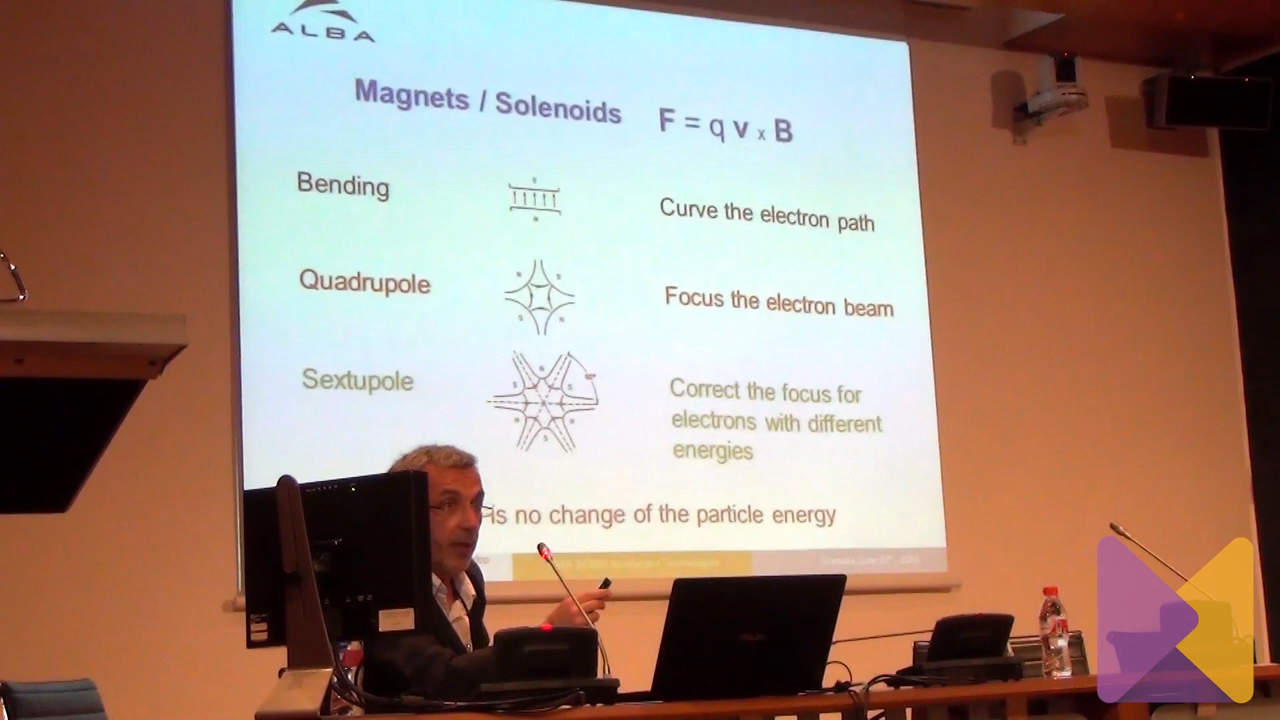 ALBA
Magnets / Solenoids F = q v x B
Bending
Curve the electron path
Quadrupole
Focus the electron beam
Sextupole
Correct the focus for
electrons with different
energies
is no change of the particle energy